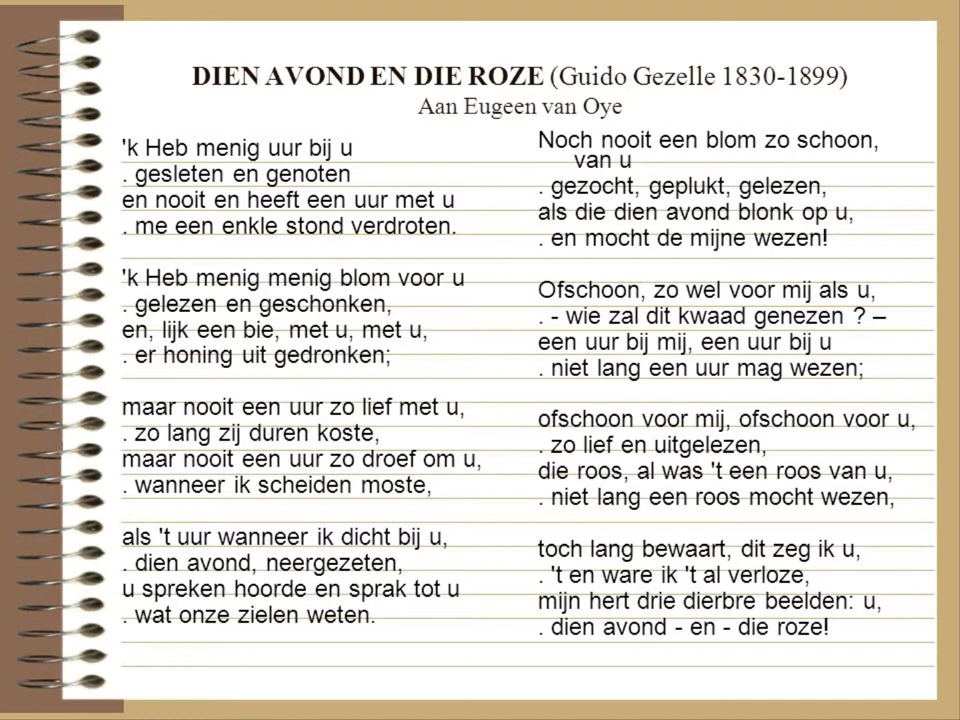 DIEN AVOND EN DIE ROZE (Guido Gezelle 1830-1899)
Aan Eugeen van Oye
'k Heb menig uur bij u
. gesleten en genoten
en nooit en heeft een uur met u
. me een enkle stond verdroten.
'k Heb menig menig blom voor u
. gelezen en geschonken,
en, lijk een bie, met u, met u,
. er honing uit gedronken;
maar nooit een uur zo lief met u,
. zo lang zij duren koste,
maar nooit een uur zo droef om u,
. wanneer ik scheiden moste,
als 't uur wanneer ik dicht bij u,
. dien avond, neergezeten,
u spreken hoorde en sprak tot u
. wat onze zielen weten.
Noch nooit een blom zo schoon,
van u
. gezocht, geplukt, gelezen,
als die dien avond blonk op u,
. en mocht de mijne wezen!
Ofschoon, zo wel voor mij als u,
. - wie zal dit kwaad genezen ? –
een uur bij mij, een uur bij u
. niet lang een uur mag wezen;
ofschoon voor mij, ofschoon voor u,
. zo lief en uitgelezen,
die roos, al was 't een roos van u,
. niet lang een roos mocht wezen,
toch lang bewaart, dit zeg ik u,
. 't en ware ik 't al verloze,
mijn hert drie dierbre beelden: u,
. dien avond - en - die roze!